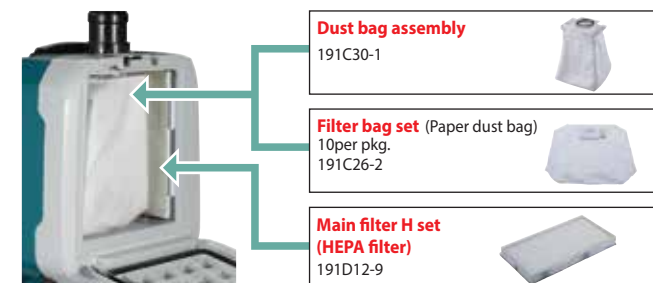 Dust bag assembly
191C30-1
Filter bag set (Paper dust bag)
10per pkg.
191C26-2
Main filter H set
(HEPA filter)
191D12-9